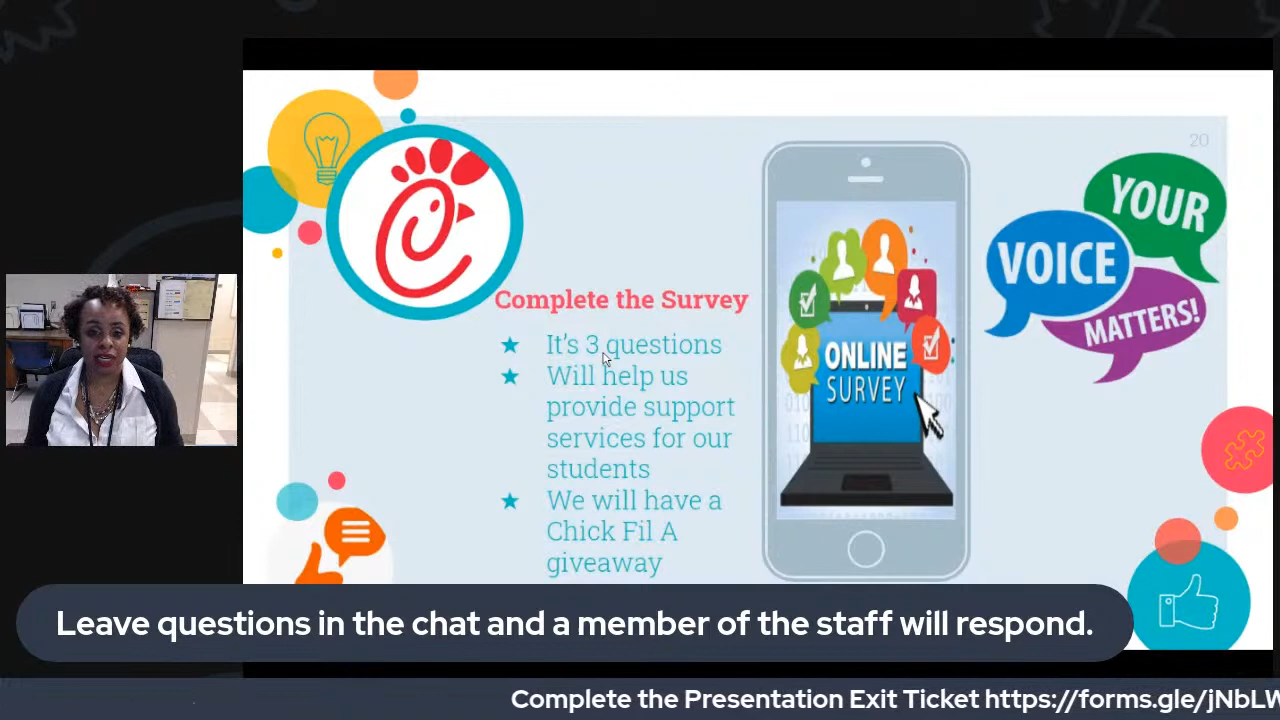 20
YOUR
VOICE
MATTERS!
Complete the Survey
It's 3 questions
Will help us
provide support
services for our
students
We will have a
Chick Fil A
giveaway
ONLINE
SURVEY
Leave questions in the chat and a member of the staff will respond.
Complete the Presentation Exit Ticket https://forms.gle/jNbLW